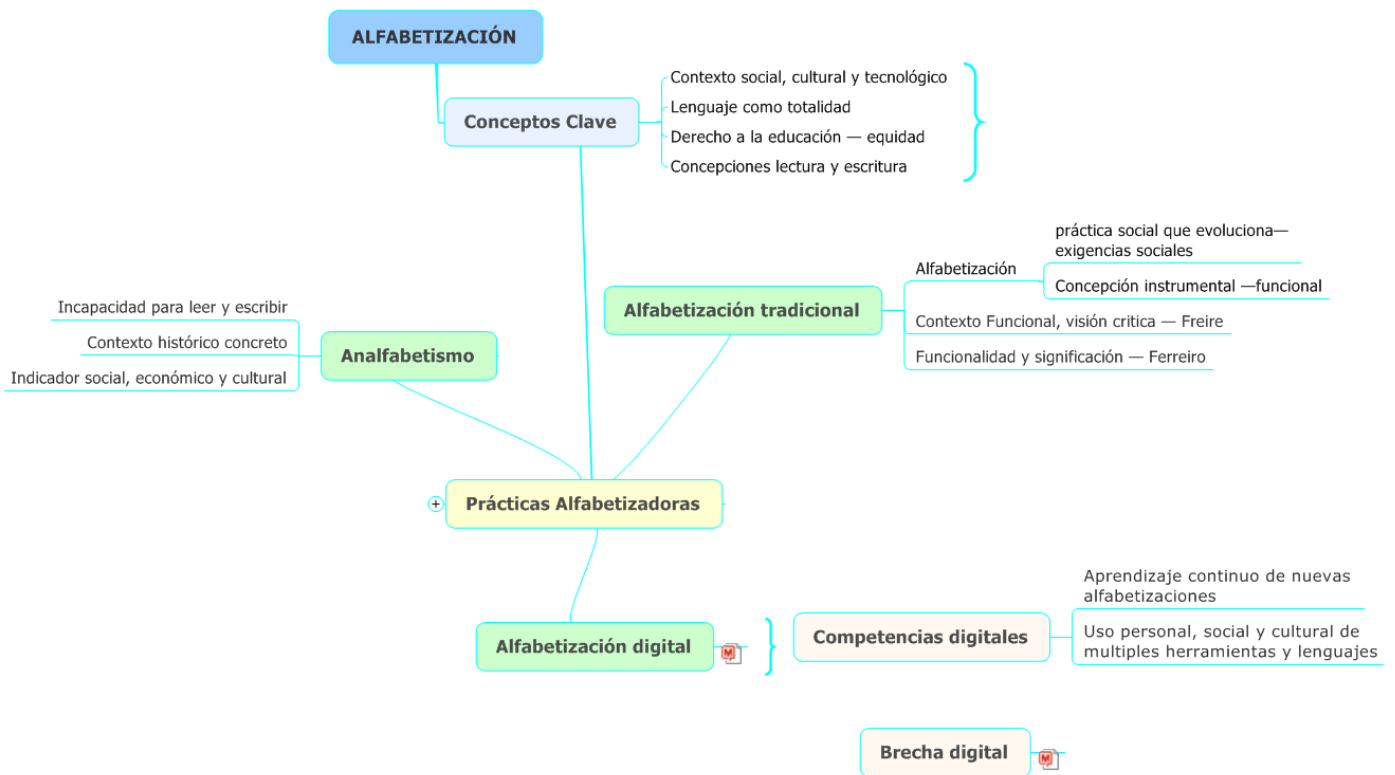 ALFABETIZACIÓN
Conceptos Clave
Contexto social, cultural y tecnológico
Lenguaje como totalidad
Derecho a la educación — equidad
Concepciones lectura y escritura
Alfabetización tradicional
Alfabetización
práctica social que evoluciona—
exigencias sociales
Concepción instrumental —funcional
Contexto Funcional, visión critica — Freire
Funcionalidad y significación — Ferreiro
Analfabetismo
Incapacidad para leer y escribir
Contexto histórico concreto
Indicador social, económico y cultural
Prácticas Alfabetizadoras
Alfabetización digital
Competencias digitales
Aprendizaje continuo de nuevas
alfabetizaciones
Uso personal, social y cultural de
multiples herramientas y lenguajes
Brecha digital